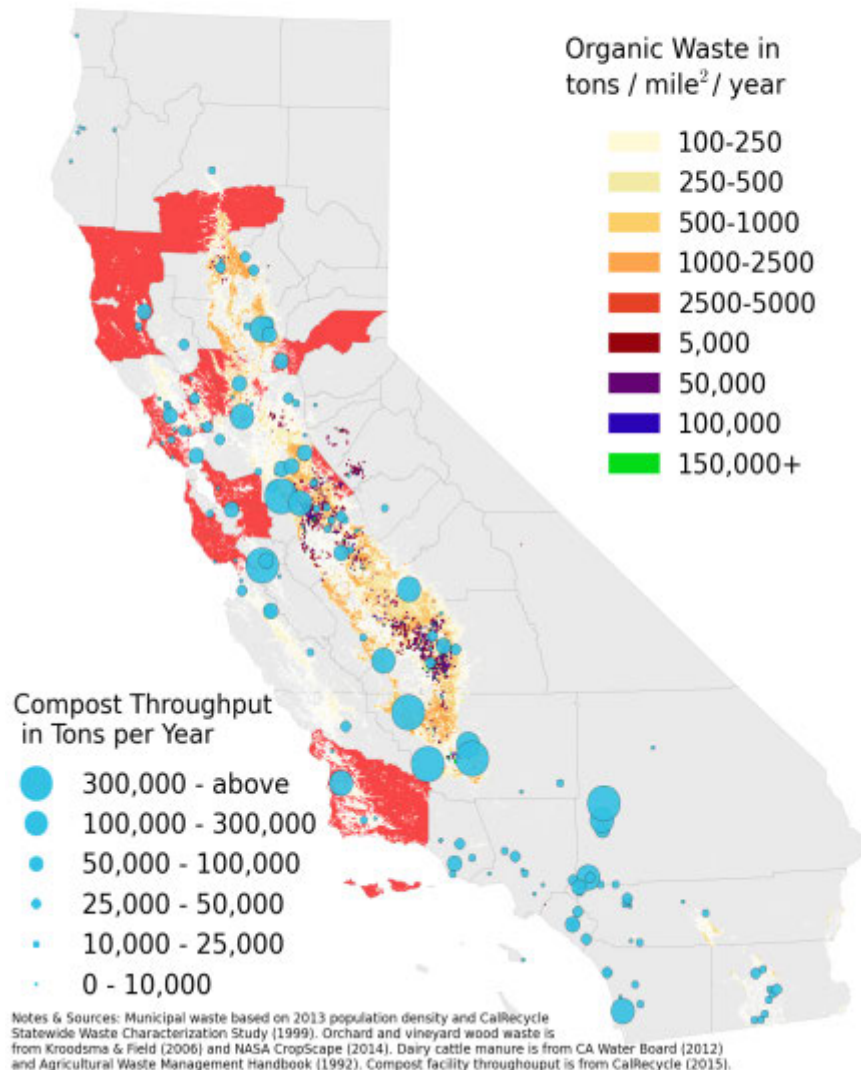 Organic Waste in
tons / mile² / year
100-250
250-500
500-1000
1000-2500
2500-5000
5,000
50,000
100,000
150,000+
Compost Throughput
in Tons per Year
300,000 - above
100,000 - 300,000
50,000 - 100,000
25,000 - 50,000
10,000 - 25,000
0 - 10,000
Notes & Sources: Municipal waste based on 2013 population density and CalRecycle
Statewide Waste Characterization Study (1999). Orchard and vineyard wood waste is
from Kroodsma & Field (2006) and NASA CropScape (2014). Dairy cattle manure is from CA Water Board (2012)
and Agricultural Waste Management Handbook (1992). Compost facility throughouput is from CalRecycle (2015).